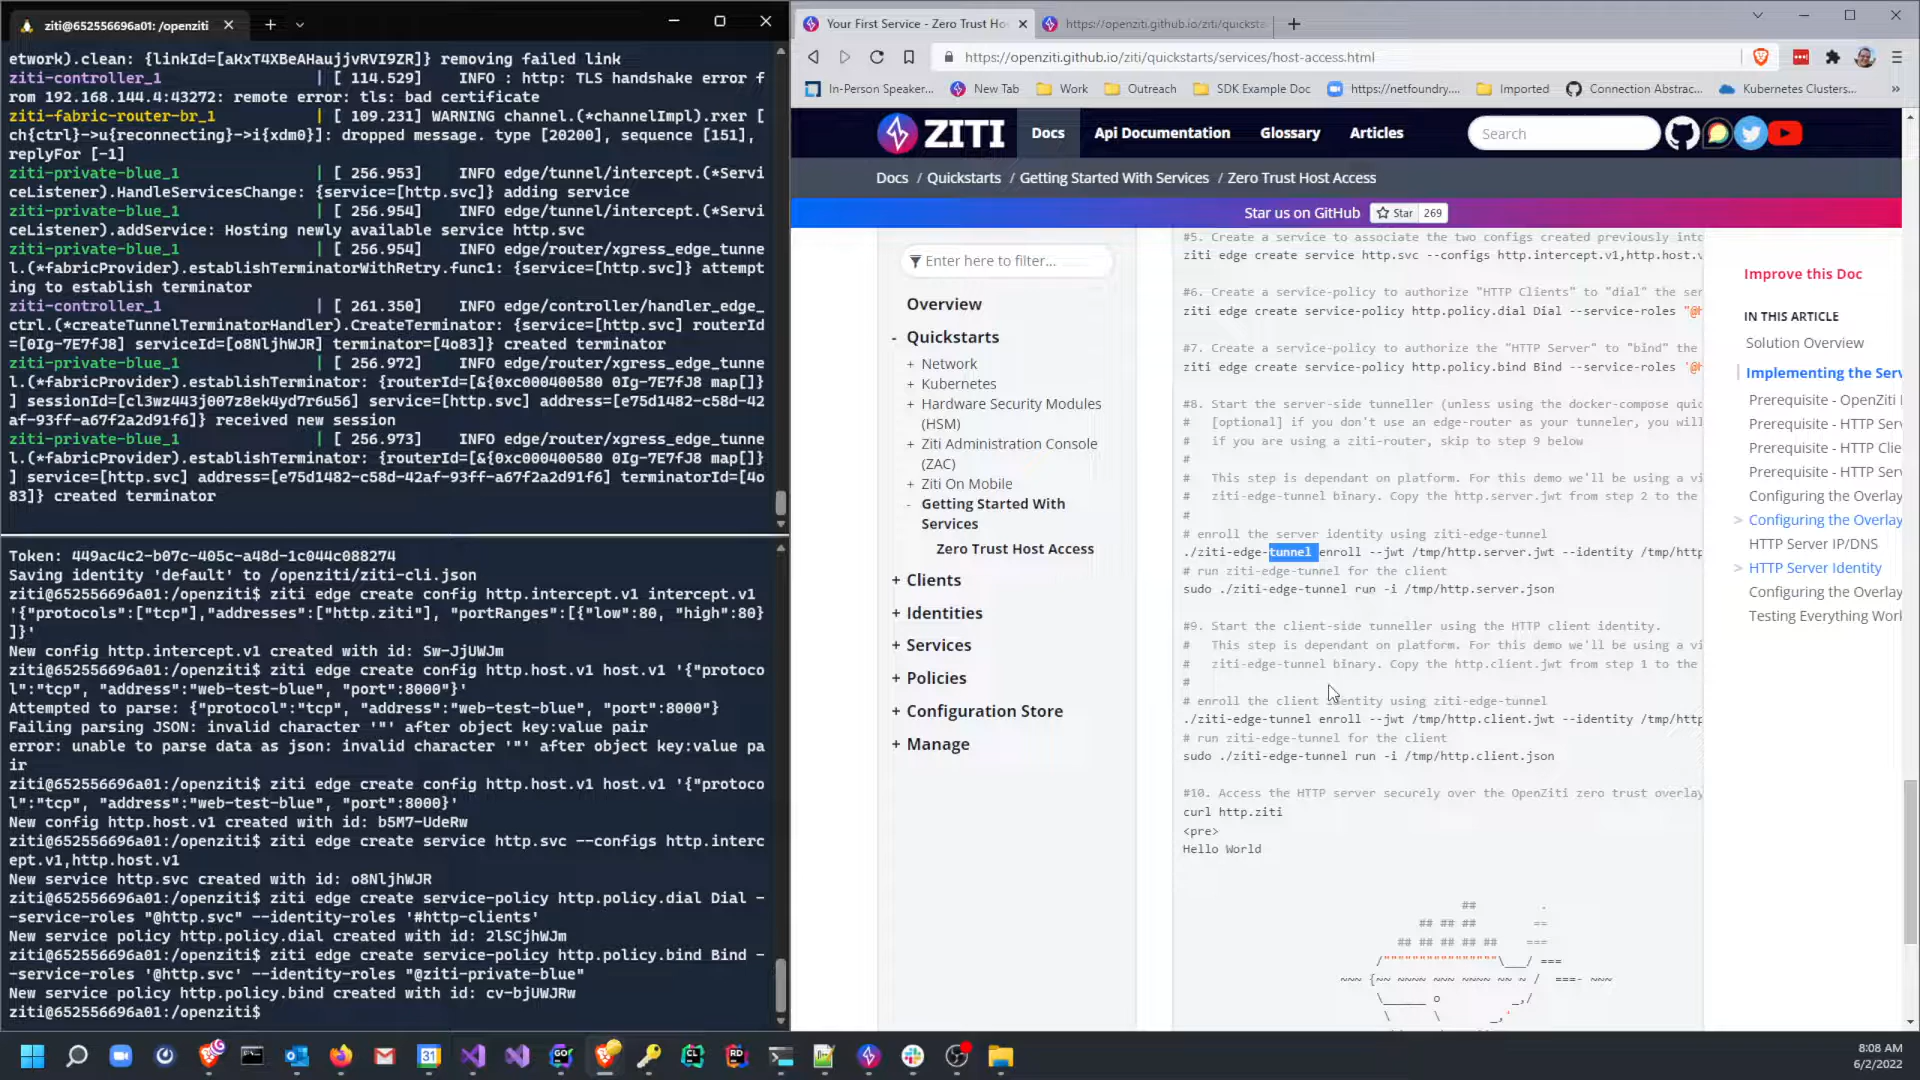 ziti@652556696a01: /openziti
etwork).clean: {linkId=[aKxT4XBeAHaujjvRVI9ZR]} removing failed link
ziti-controller_1 | [ 114.529] INFO : http: TLS handshake error f
rom 192.168.144.4:43272: remote error: tls: bad certificate
ziti-fabric-router-br_1 | [ 109.231] WARNING channel.(*channelImpl).rxer [
ch{ctrl}->u{reconnecting}->i{xdm0}]: dropped message. type [20200], sequence [151],
replyFor [-1]
ziti-private-blue_1 | [ 256.953] INFO edge/tunnel/intercept.(*Servi
ceListener).HandleServicesChange: {service=[http.svc]} adding service
ziti-private-blue_1 | [ 256.954] INFO edge/tunnel/intercept.(*Servi
ceListener).addService: Hosting newly available service http.svc
ziti-private-blue_1 | [ 256.954] INFO edge/router/xgress_edge_tunne
l.(*fabricProvider).establishTerminatorWithRetry.func1: {service=[http.svc]} attempt
ing to establish terminator
ziti-controller_1 | [ 261.350] INFO edge/controller/handler_edge_
ctrl.(*createTunnelTerminatorHandler).CreateTerminator: {service=[http.svc] routerId
=[0Ig-7E7fJ8] serviceId=[o8NljhWJR] terminator=[4o83]} created terminator
ziti-private-blue_1 | [ 256.972] INFO edge/router/xgress_edge_tunne
l.(*fabricProvider).establishTerminator: {routerId=[&{0xc000400580 0Ig-7E7fJ8 map[]}
] sessionId=[cl3wz443j007z8ek4yd7r6u56] service=[http.svc] address=[e75d1482-c58d-42
af-93ff-a67f2a2d91f6]} received new session
ziti-private-blue_1 | [ 256.973] INFO edge/router/xgress_edge_tunne
l.(*fabricProvider).establishTerminator: {routerId=[&{0xc000400580 0Ig-7E7fJ8 map[]}
] service=[http.svc] address=[e75d1482-c58d-42af-93ff-a67f2a2d91f6] terminatorId=[4o
83]} created terminator
Token: 449ac4c2-b07c-405c-a48d-1c044c088274
Saving identity 'default' to /openziti/ziti-cli.json
ziti@652556696a01:/openziti$ ziti edge create config http.intercept.v1 intercept.v1
'{"protocols":["tcp"],"addresses":["http.ziti"], "portRanges":[{"low":80, "high":80}
]}'
New config http.intercept.v1 created with id: Sw-JjUWJm
ziti@652556696a01:/openziti$ ziti edge create config http.host.v1 host.v1 '{"protoco
l":"tcp", "address":"web-test-blue", "port":8000"}'
Attempted to parse: {"protocol":"tcp", "address":"web-test-blue", "port":8000"}
Failing parsing JSON: invalid character '"' after object key:value pair
error: unable to parse data as json: invalid character '"' after object key:value pa
ir
ziti@652556696a01:/openziti$ ziti edge create config http.host.v1 host.v1 '{"protoco
l":"tcp", "address":"web-test-blue", "port":8000}'
New config http.host.v1 created with id: b5M7-UdeRw
ziti@652556696a01:/openziti$ ziti edge create service http.svc --configs http.interc
ept.v1,http.host.v1
New service http.svc created with id: o8NljhWJR
ziti@652556696a01:/openziti$ ziti edge create service-policy http.policy.dial Dial -
-service-roles "@http.svc" --identity-roles '#http-clients'
New service policy http.policy.dial created with id: 2lSCjhWJm
ziti@652556696a01:/openziti$ ziti edge create service-policy http.policy.bind Bind -
-service-roles '@http.svc' --identity-roles "@ziti-private-blue"
New service policy http.policy.bind created with id: cv-bjUWJRw
ziti@652556696a01:/openziti$
Your First Service - Zero Trust Ho
https://openziti.github.io/ziti/quicksta
https://openziti.github.io/ziti/quickstarts/services/host-access.html
In-Person Speaker... New Tab Work Outreach SDK Example Doc https://netfoundry.... Imported Connection Abstrac... Kubernetes Clusters... »
ZITI Docs Api Documentation Glossary Articles Search
Docs / Quickstarts / Getting Started With Services / Zero Trust Host Access
Star us on GitHub Star 269
Enter here to filter...
Overview
- Quickstarts
+ Network
+ Kubernetes
+ Hardware Security Modules
(HSM)
+ Ziti Administration Console
(ZAC)
+ Ziti On Mobile
- Getting Started With
Services
Zero Trust Host Access
+ Clients
+ Identities
+ Services
+ Policies
+ Configuration Store
+ Manage
#5. Create a service to associate the two configs created previously into
ziti edge create service http.svc --configs http.intercept.v1,http.host.v
#6. Create a service-policy to authorize "HTTP Clients" to "dial" the ser
ziti edge create service-policy http.policy.dial Dial --service-roles "@h
#7. Create a service-policy to authorize the "HTTP Server" to "bind" the
ziti edge create service-policy http.policy.bind Bind --service-roles '@h
#8. Start the server-side tunneller (unless using the docker-compose quic
# [optional] if you don't use an edge-router as your tunneler, you will
# if you are using a ziti-router, skip to step 9 below
#
# This step is dependant on platform. For this demo we'll be using a vi
# ziti-edge-tunnel binary. Copy the http.server.jwt from step 2 to the
#
# enroll the server identity using ziti-edge-tunnel
./ziti-edge-tunnel enroll --jwt /tmp/http.server.jwt --identity /tmp/http
# run ziti-edge-tunnel for the client
sudo ./ziti-edge-tunnel run -i /tmp/http.server.json
#9. Start the client-side tunneller using the HTTP client identity.
# This step is dependant on platform. For this demo we'll be using a vi
# ziti-edge-tunnel binary. Copy the http.client.jwt from step 1 to the
#
# enroll the client identity using ziti-edge-tunnel
./ziti-edge-tunnel enroll --jwt /tmp/http.client.jwt --identity /tmp/http
# run ziti-edge-tunnel for the client
sudo ./ziti-edge-tunnel run -i /tmp/http.client.json
#10. Access the HTTP server securely over the OpenZiti zero trust overlay
curl http.ziti
<pre>
Hello World
## .
## ## ## ==
## ## ## ## ## ===
/""""""""""""""""\___/ ===
~~~ {~~ ~~~~ ~~~ ~~~~ ~~ ~ / ===- ~~~
\______ o _,/
\ \ _,'
Improve this Doc
IN THIS ARTICLE
Solution Overview
Implementing the Serv
Prerequisite - OpenZiti
Prerequisite - HTTP Serv
Prerequisite - HTTP Clie
Prerequisite - HTTP Serv
Configuring the Overlay
> Configuring the Overlay
HTTP Server IP/DNS
> HTTP Server Identity
Configuring the Overlay
Testing Everything Work
8:08 AM
6/2/2022